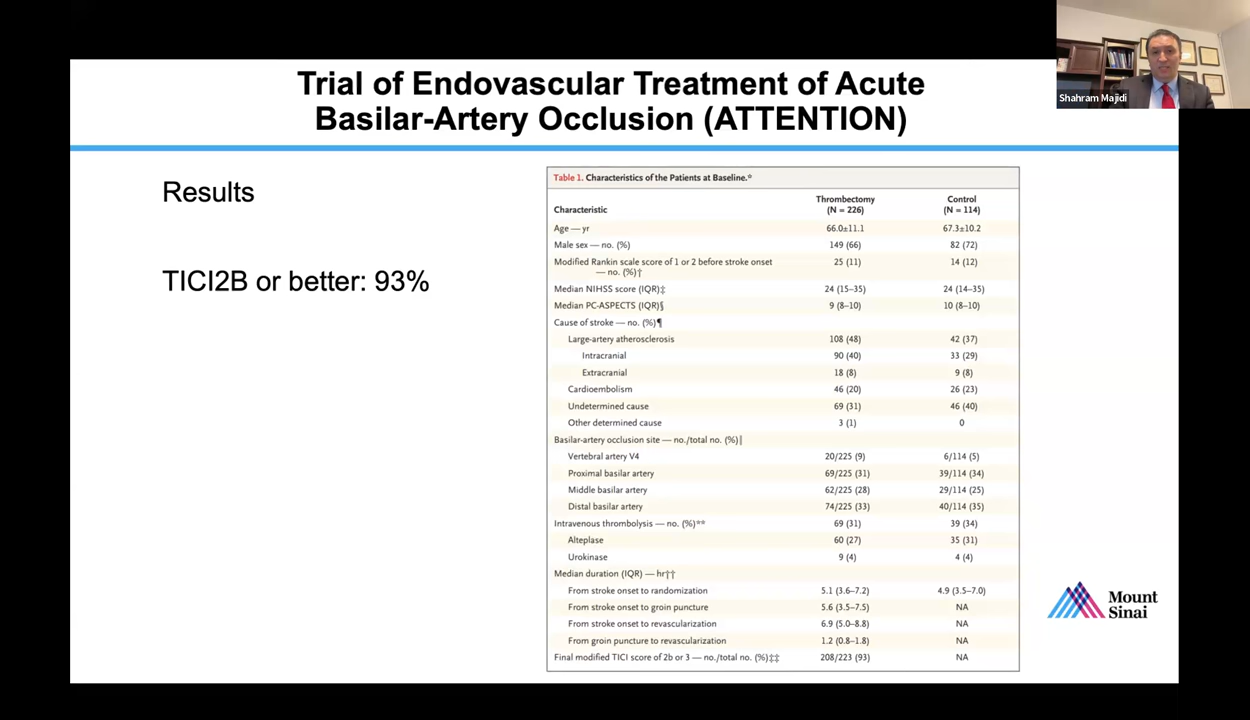 Trial of Endovascular Treatment of Acute
Basilar-Artery Occlusion (ATTENTION)
Shahram Majidi
Results
TICI2B or better: 93%
Table 1. Characteristics of the Patients at Baseline.*
Characteristic Thrombectomy (N = 226) Control (N = 114)
Age — yr 66.0±11.1 67.3±10.2
Male sex — no. (%) 149 (66) 82 (72)
Modified Rankin scale score of 1 or 2 before stroke onset 25 (11) 14 (12)
— no. (%)†
Median NIHSS score (IQR)‡ 24 (15–35) 24 (14–35)
Median PC-ASPECTS (IQR)§ 9 (8–10) 10 (8–10)
Cause of stroke — no. (%)¶
Large-artery atherosclerosis 108 (48) 42 (37)
Intracranial 90 (40) 33 (29)
Extracranial 18 (8) 9 (8)
Cardioembolism 46 (20) 26 (23)
Undetermined cause 69 (31) 46 (40)
Other determined cause 3 (1) 0
Basilar-artery occlusion site — no./total no. (%)‖
Vertebral artery V4 20/225 (9) 6/114 (5)
Proximal basilar artery 69/225 (31) 39/114 (34)
Middle basilar artery 62/225 (28) 29/114 (25)
Distal basilar artery 74/225 (33) 40/114 (35)
Intravenous thrombolysis — no. (%)** 69 (31) 39 (34)
Alteplase 60 (27) 35 (31)
Urokinase 9 (4) 4 (4)
Median duration (IQR) — hr††
From stroke onset to randomization 5.1 (3.6–7.2) 4.9 (3.5–7.0)
From stroke onset to groin puncture 5.6 (3.5–7.5) NA
From stroke onset to revascularization 6.9 (5.0–8.8) NA
From groin puncture to revascularization 1.2 (0.8–1.8) NA
Final modified TICI score of 2b or 3 — no./total no. (%)‡‡ 208/223 (93) NA
Mount
Sinai